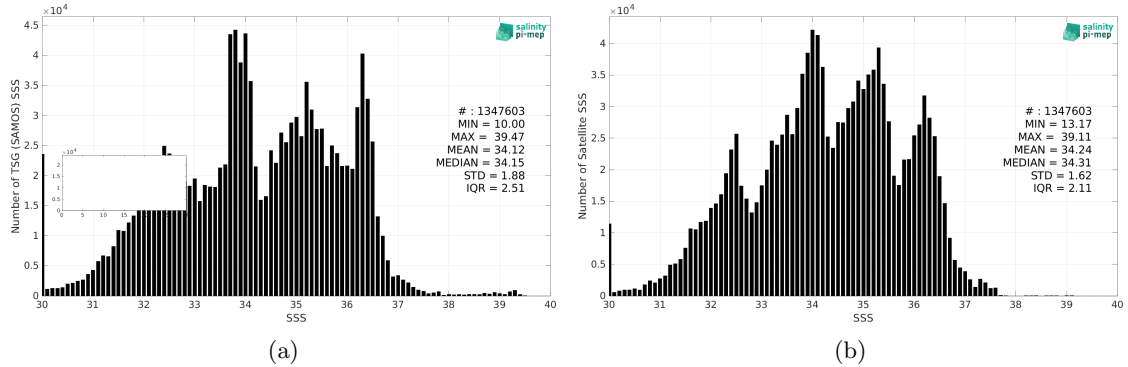 ×10⁴
4.5
4
3.5
3
2.5
2
1.5
1
0.5
0
Number of TSG (SAMOS) SSS
salinity
pi-mep
# : 1347603
MIN = 10.00
MAX = 39.47
MEAN = 34.12
MEDIAN = 34.15
STD = 1.88
IQR = 2.51
×10⁴
2
1.5
1
0.5
0
0 5 10 15
30 31 32 33 34 35 36 37 38 39 40
SSS
(a)
×10⁴
4
3.5
3
2.5
2
1.5
1
0.5
0
Number of Satellite SSS
salinity
pi-mep
# : 1347603
MIN = 13.17
MAX = 39.11
MEAN = 34.24
MEDIAN = 34.31
STD = 1.62
IQR = 2.11
30 31 32 33 34 35 36 37 38 39 40
SSS
(b)